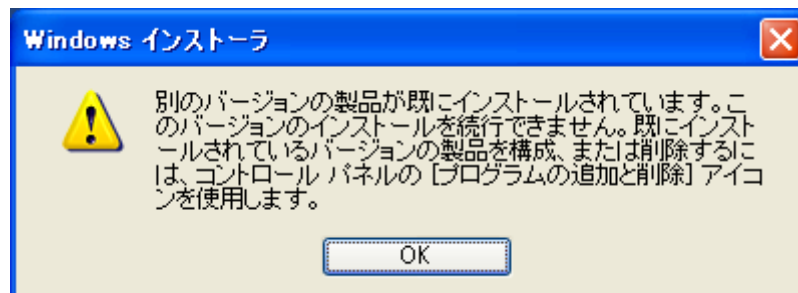 Windows インストーラ
別のバージョンの製品が既にインストールされています。こ
のバージョンのインストールを続行できません。既にインスト
ールされているバージョンの製品を構成、または削除するに
は、コントロール パネルの [プログラムの追加と削除] アイコ
ンを使用します。
OK